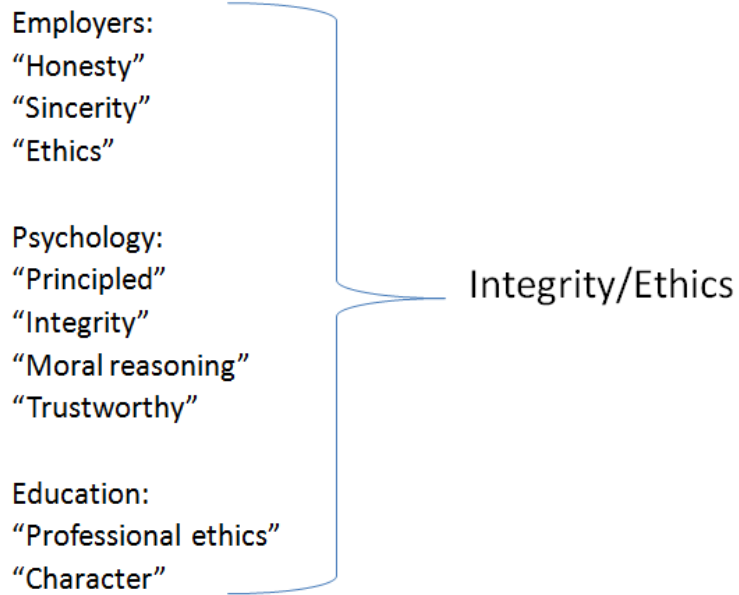 Employers:
“Honesty”
“Sincerity”
“Ethics”
Psychology:
“Principled”
“Integrity”
“Moral reasoning”
“Trustworthy”
Education:
“Professional ethics”
“Character”
Integrity/Ethics